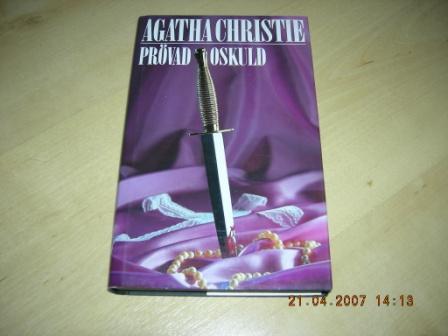 AGATHA CHRISTIE
PRÖVAD OSKULD
21.04.2007 14:13